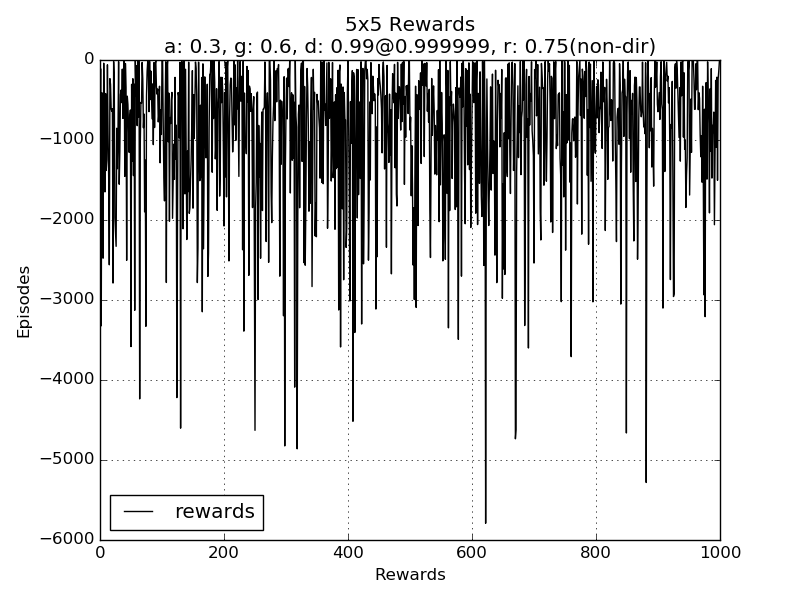 5x5 Rewards
a: 0.3, g: 0.6, d: 0.99@0.999999, r: 0.75(non-dir)
0
−1000
−2000
−3000
−4000
−5000
−6000
Episodes
rewards
0 200 400 600 800 1000
Rewards